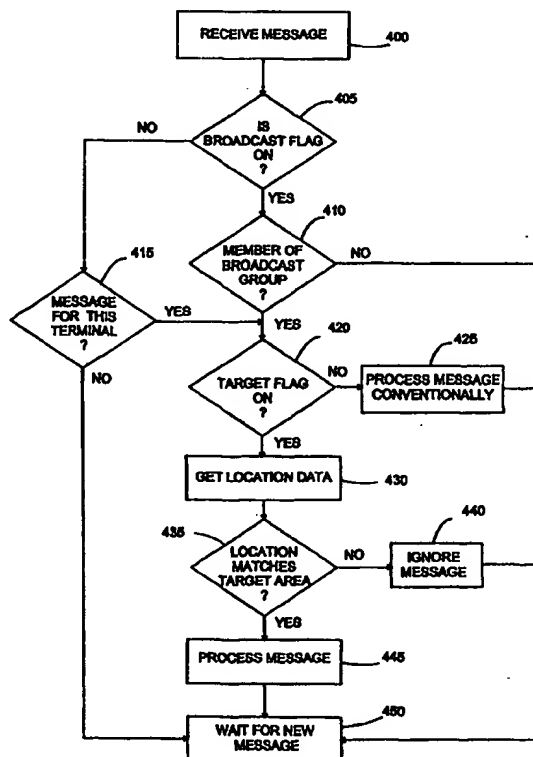 RECEIVE MESSAGE
400
405
NO
IS
BROADCAST FLAG
ON
?
YES
410
MEMBER OF
BROADCAST
GROUP
?
NO
415
MESSAGE
FOR THIS
TERMINAL
?
YES
YES
NO
420
TARGET FLAG
ON
?
NO
425
PROCESS MESSAGE
CONVENTIONALLY
YES
GET LOCATION DATA
430
435
LOCATION
MATCHES
TARGET AREA
?
NO
440
IGNORE
MESSAGE
YES
PROCESS MESSAGE
445
WAIT FOR NEW
MESSAGE
450